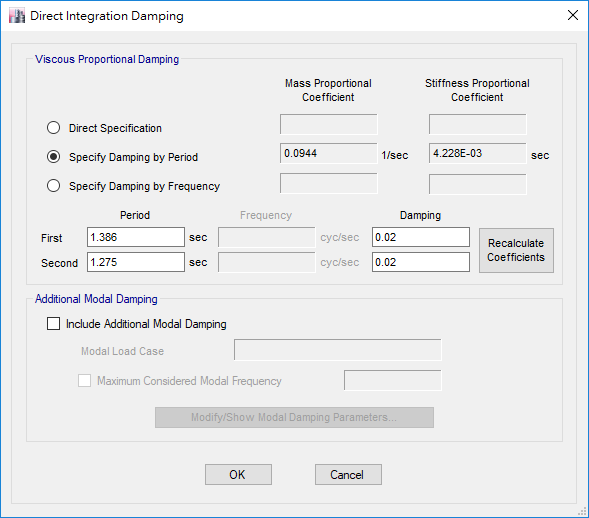 Direct Integration Damping
Viscous Proportional Damping
Mass Proportional Coefficient
Stiffness Proportional Coefficient
Direct Specification
Specify Damping by Period 0.0944 1/sec 4.228E-03 sec
Specify Damping by Frequency
Period Frequency Damping
First 1.386 sec cyc/sec 0.02
Second 1.275 sec cyc/sec 0.02
Recalculate Coefficients
Additional Modal Damping
Include Additional Modal Damping
Modal Load Case
Maximum Considered Modal Frequency
Modify/Show Modal Damping Parameters...
OK Cancel